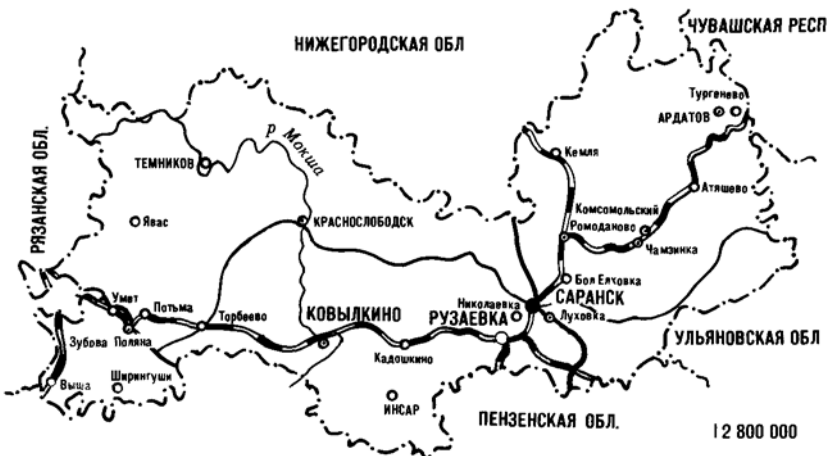 ЧУВАШСКАЯ РЕСП
НИЖЕГОРОДСКАЯ ОБЛ
Тургенево
АРДАТОВ
р Мокша
Кемля
ТЕМНИКОВ
РЯЗАНСКАЯ ОБЛ.
Атяшево
Комсомольский
Явас
КРАСНОСЛОБОДСК
Ромоданово
Чамзинка
Бол Елховка
САРАНСК
Умет
Потьма
Николаевка
КОВЫЛКИНО
Торбеево
РУЗАЕВКА
Луховка
Зубова
Поляна
УЛЬЯНОВСКАЯ ОБЛ
Кадошкино
Выша
Ширингуши
ИНСАР
ПЕНЗЕНСКАЯ ОБЛ.
1 2 800 000